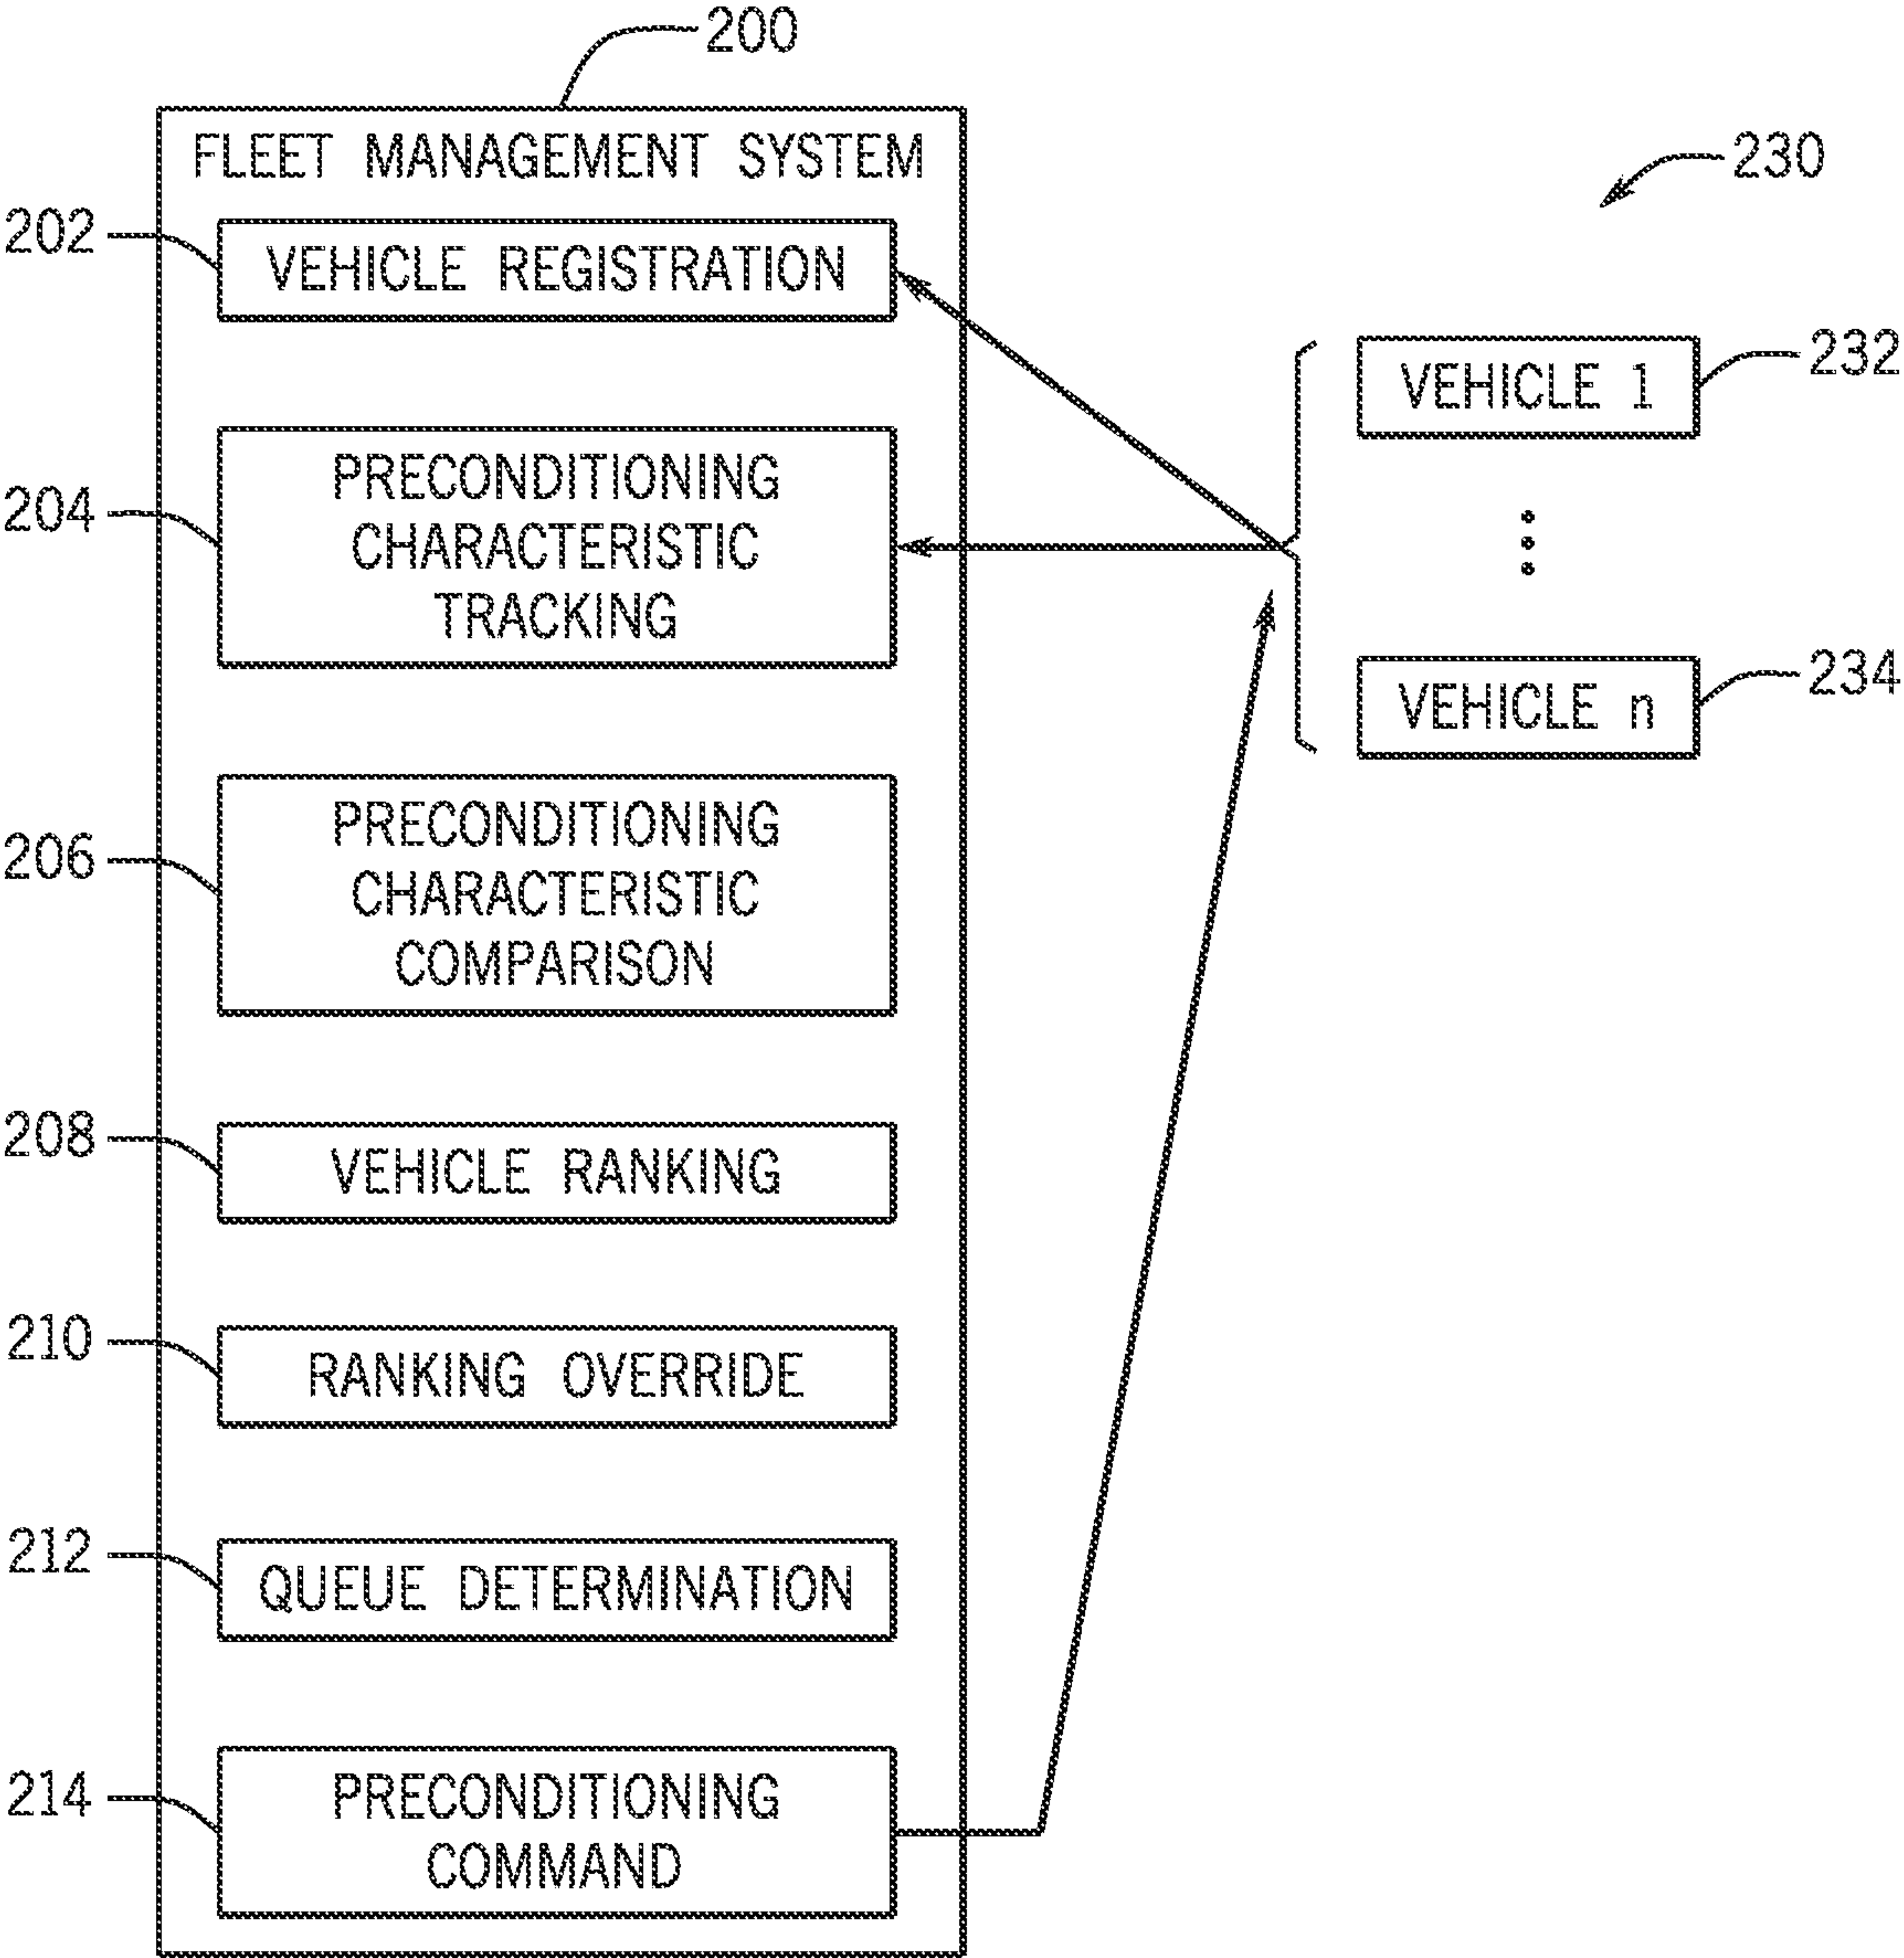 200
FLEET MANAGEMENT SYSTEM
230
202
VEHICLE REGISTRATION
232
VEHICLE 1
204
PRECONDITIONING
CHARACTERISTIC
TRACKING
234
VEHICLE n
206
PRECONDITIONING
CHARACTERISTIC
COMPARISON
208
VEHICLE RANKING
210
RANKING OVERRIDE
212
QUEUE DETERMINATION
214
PRECONDITIONING
COMMAND